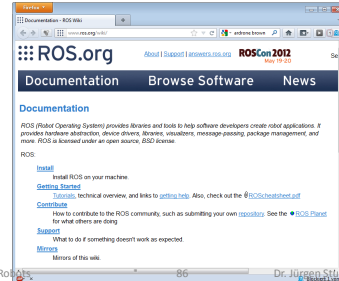 Firefox
Documentation - ROS Wiki
www.ros.org/wiki/
ardrone brown
ROS.org
About | Support | answers.ros.org
ROSCon 2012
May 19-20
Se
Documentation Browse Software News
Documentation
ROS (Robot Operating System) provides libraries and tools to help software developers create robot applications. It
provides hardware abstraction, device drivers, libraries, visualizers, message-passing, package management, and
more. ROS is licensed under an open source, BSD license.
ROS:
Install
Install ROS on your machine.
Getting Started
Tutorials, technical overview, and links to getting help. Also, check out the ROScheatsheet.pdf
Contribute
How to contribute to the ROS community, such as submitting your own repository. See the ROS Planet
for what others are doing
Support
What to do if something doesn't work as expected.
Mirrors
Mirrors of this wiki.
Robots 86 Dr. Jürgen Stu